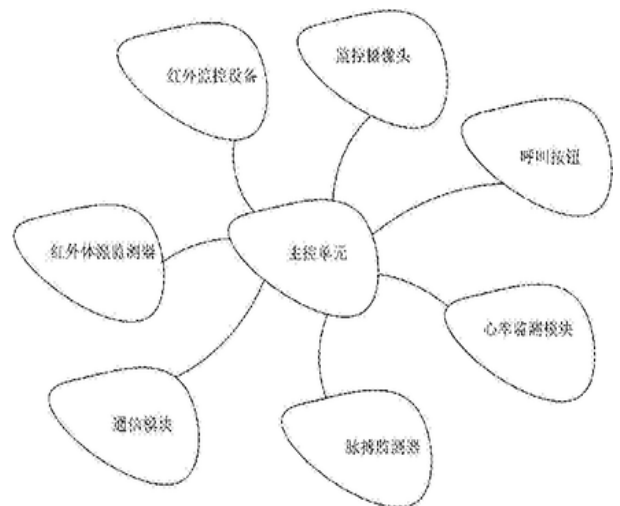 监控摄像头
红外监控设备
呼叫按钮
红外体温监测器
主控单元
心率监测模块
通信模块
脉搏监测器